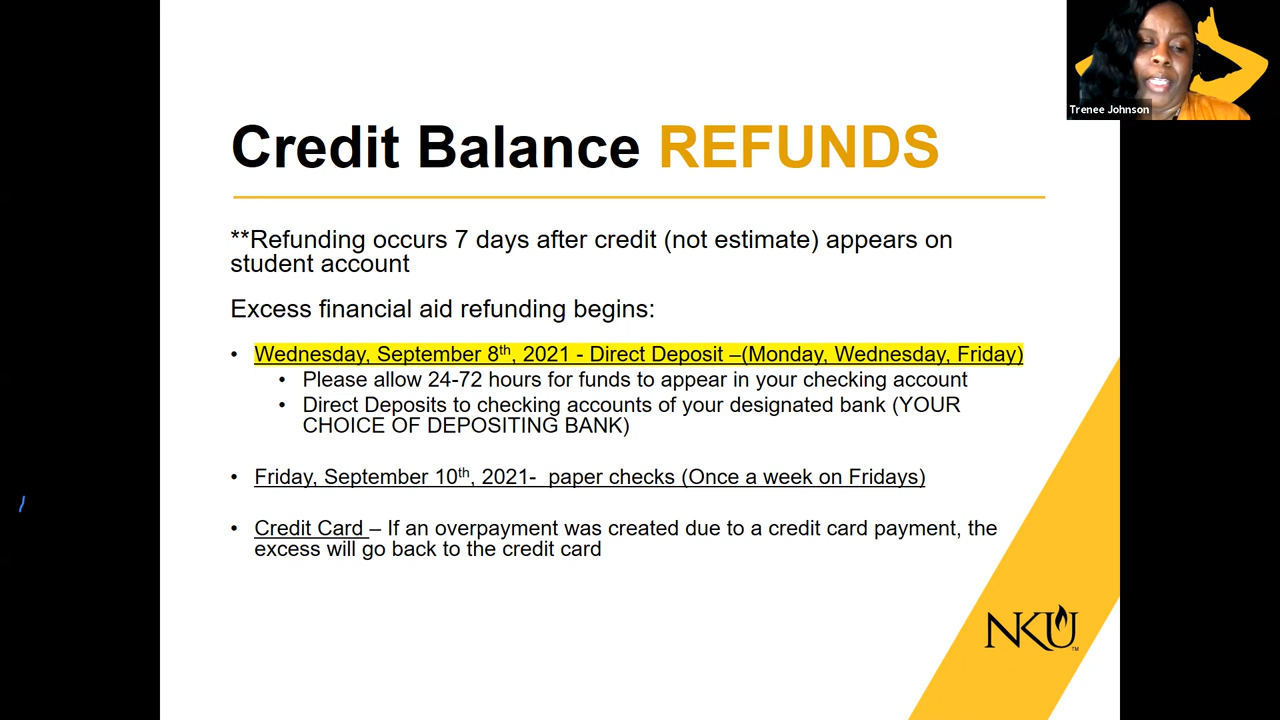 Trenee Johnson
Credit Balance REFUNDS
**Refunding occurs 7 days after credit (not estimate) appears on
student account
Excess financial aid refunding begins:
• Wednesday, September 8th, 2021 - Direct Deposit –(Monday, Wednesday, Friday)
• Please allow 24-72 hours for funds to appear in your checking account
• Direct Deposits to checking accounts of your designated bank (YOUR
CHOICE OF DEPOSITING BANK)
• Friday, September 10th, 2021-  paper checks (Once a week on Fridays)
• Credit Card – If an overpayment was created due to a credit card payment, the
excess will go back to the credit card
NKU™